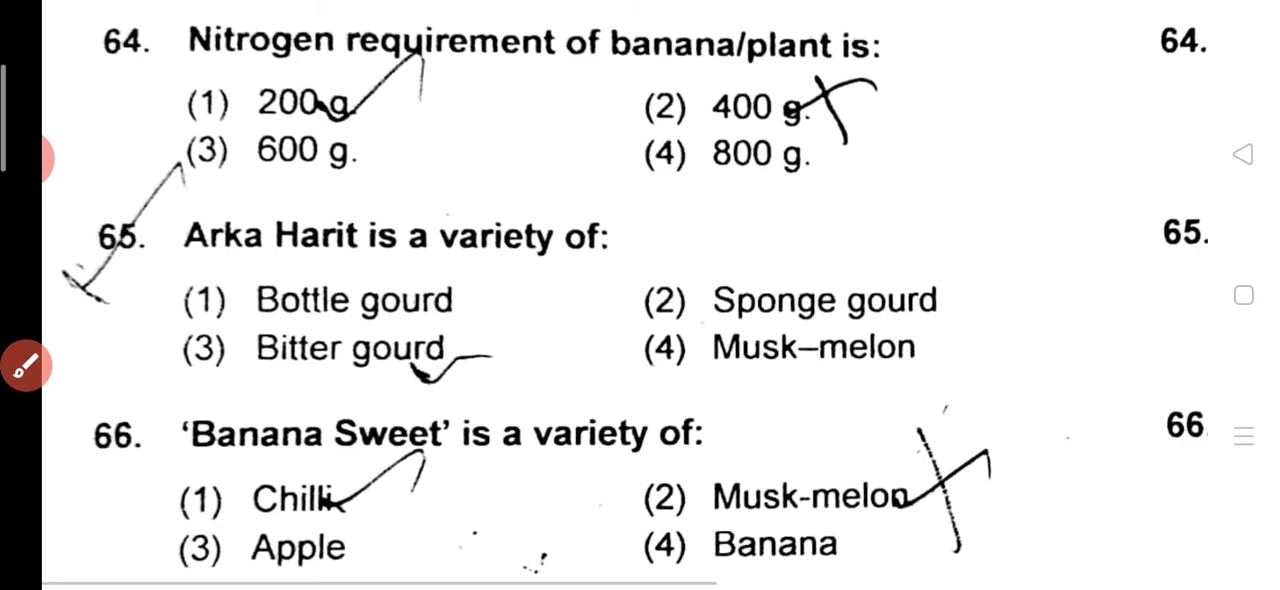 64. Nitrogen requirement of banana/plant is: 64.
(1) 200 g. (2) 400 g.
(3) 600 g. (4) 800 g.
65. Arka Harit is a variety of: 65.
(1) Bottle gourd (2) Sponge gourd
(3) Bitter gourd (4) Musk–melon
66. ‘Banana Sweet’ is a variety of: 66
(1) Chilli (2) Musk-melon
(3) Apple (4) Banana